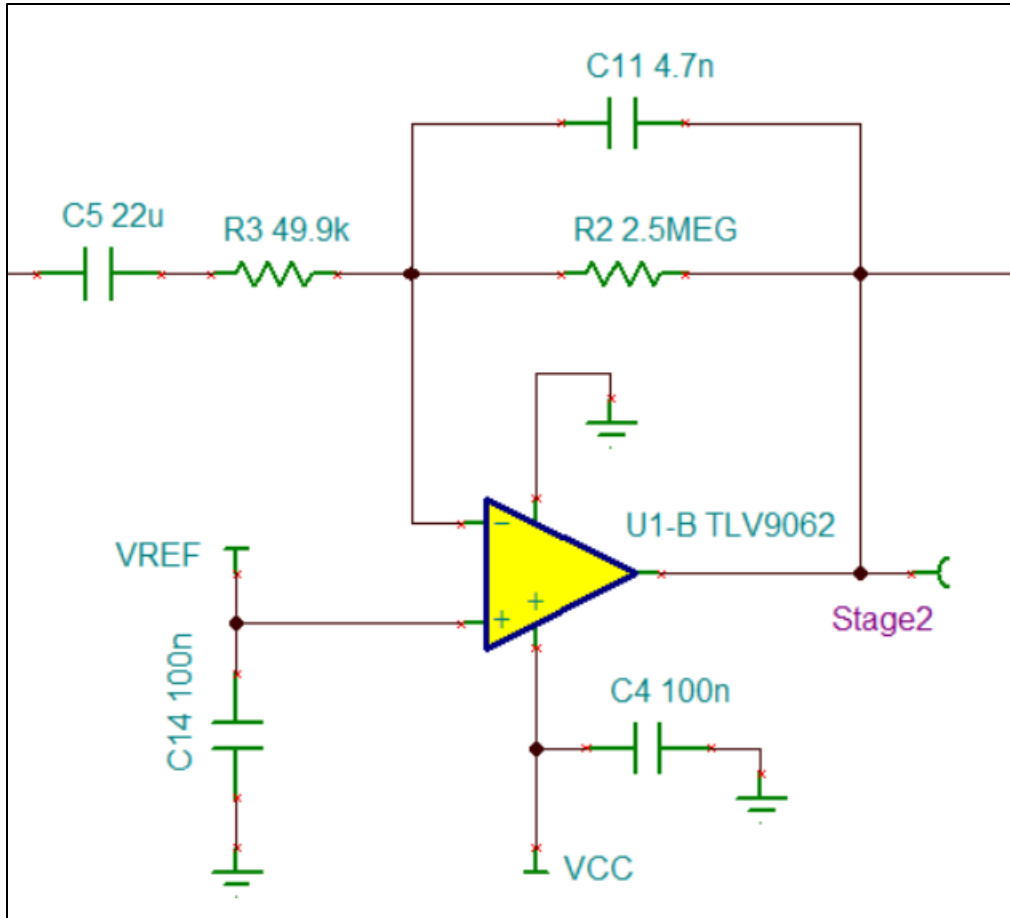 C11 4.7n
C5 22u
R3 49.9k
R2 2.5MEG
U1-B TLV9062
VREF
Stage2
C14 100n
C4 100n
VCC